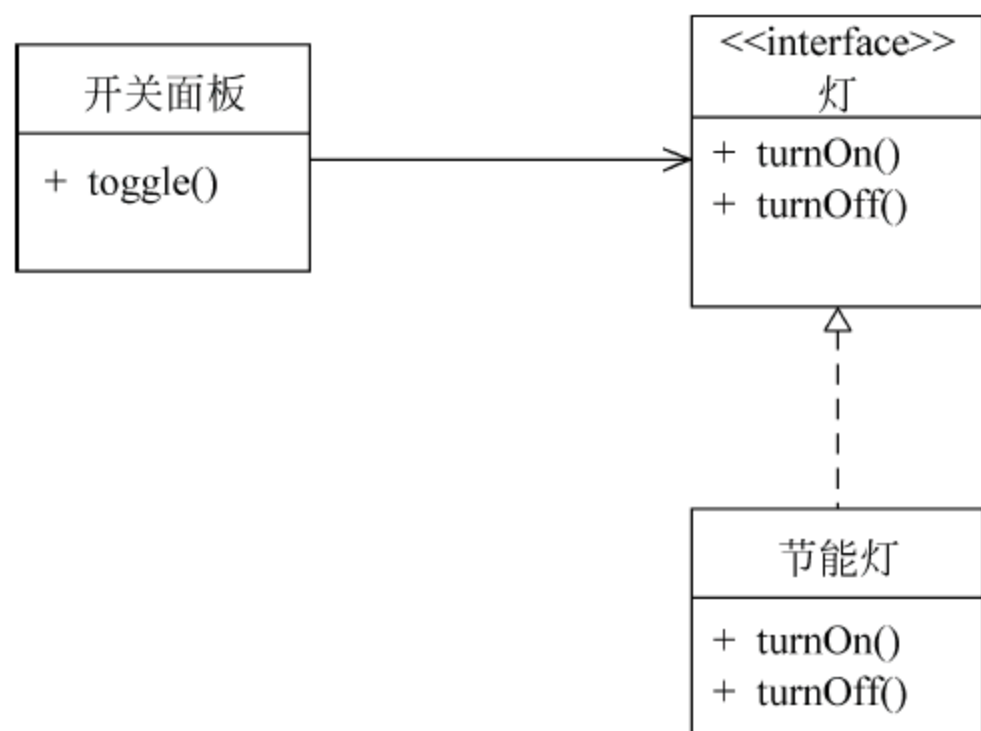 开关面板
+ toggle()
<<interface>>
灯
+ turnOn()
+ turnOff()
节能灯
+ turnOn()
+ turnOff()